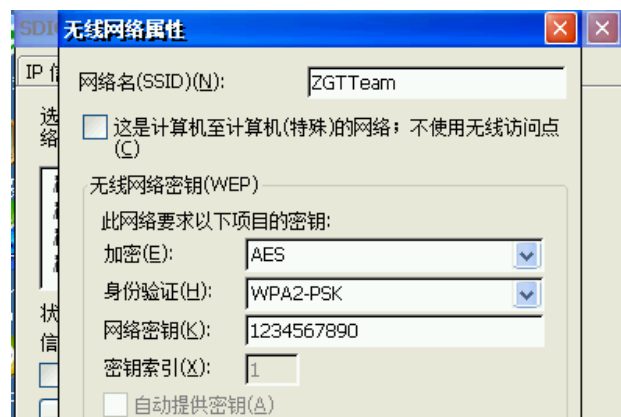 SDI
无线网络属性
IP 信
网络名(SSID)(N):
ZGTTeam
选
络
这是计算机至计算机(特殊)的网络；不使用无线访问点
(C)
无线网络密钥(WEP)
此网络要求以下项目的密钥:
加密(E):
AES
身份验证(H):
WPA2-PSK
状
信
网络密钥(K):
1234567890
密钥索引(X):
1
自动提供密钥(A)